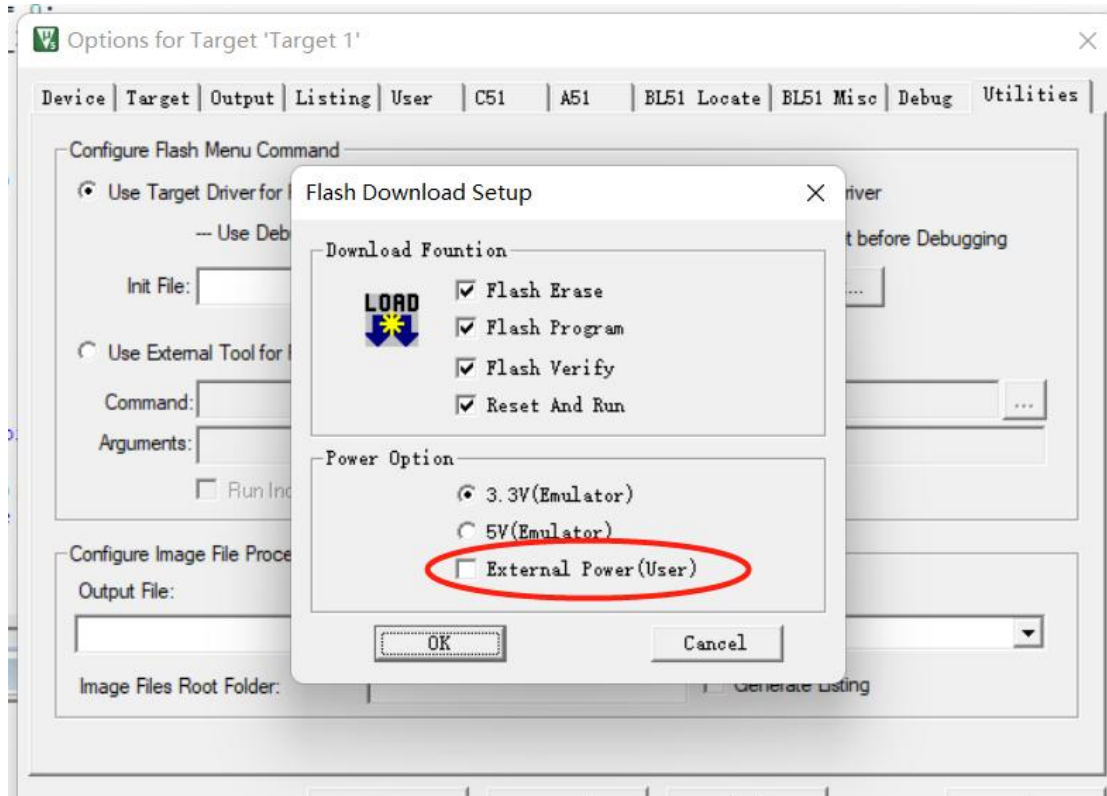 Options for Target 'Target 1'
Device Target Output Listing User C51 A51 BL51 Locate BL51 Misc Debug Utilities
Configure Flash Menu Command
Use Target Driver for
Flash Download Setup
--- Use Deb
t before Debugging
Init File:
...
Download Fountion
LOAD
Flash Erase
Flash Program
Flash Verify
Reset And Run
Use External Tool for
Command:
...
Arguments:
Run
Power Option
3.3V(Emulator)
5V(Emulator)
External Power(User)
OK
Cancel
Configure Image File
Output File:
Image Files Root Folder:
Generate Listing